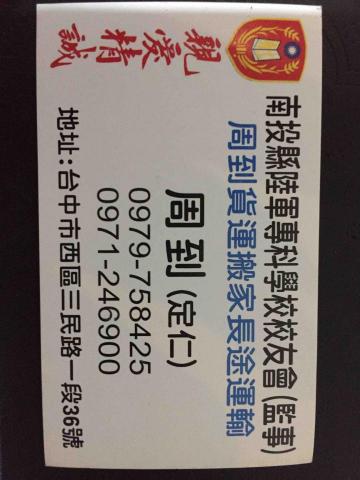 親愛精誠
南投縣陸軍專科學校校友會(監事)
周到貨運搬家長途運輸
周到(定仁)
0979-758425
0971-246900
地址:台中市西區三民路一段36號